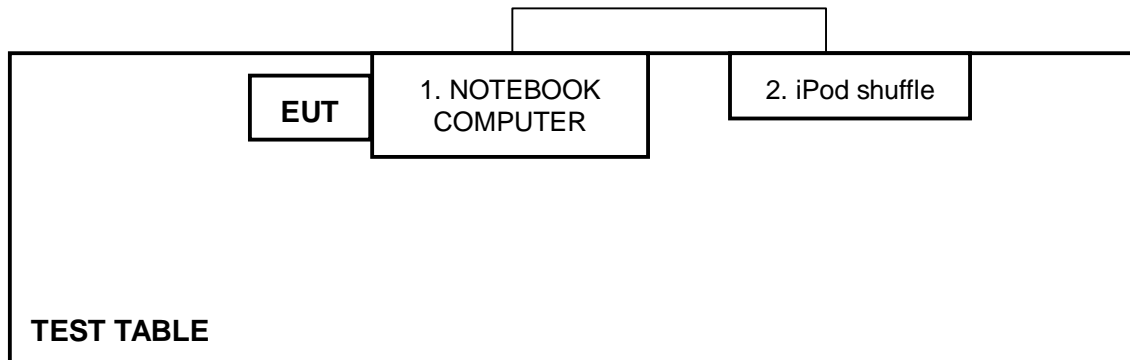 EUT
1. NOTEBOOK
COMPUTER
2. iPod shuffle
TEST TABLE